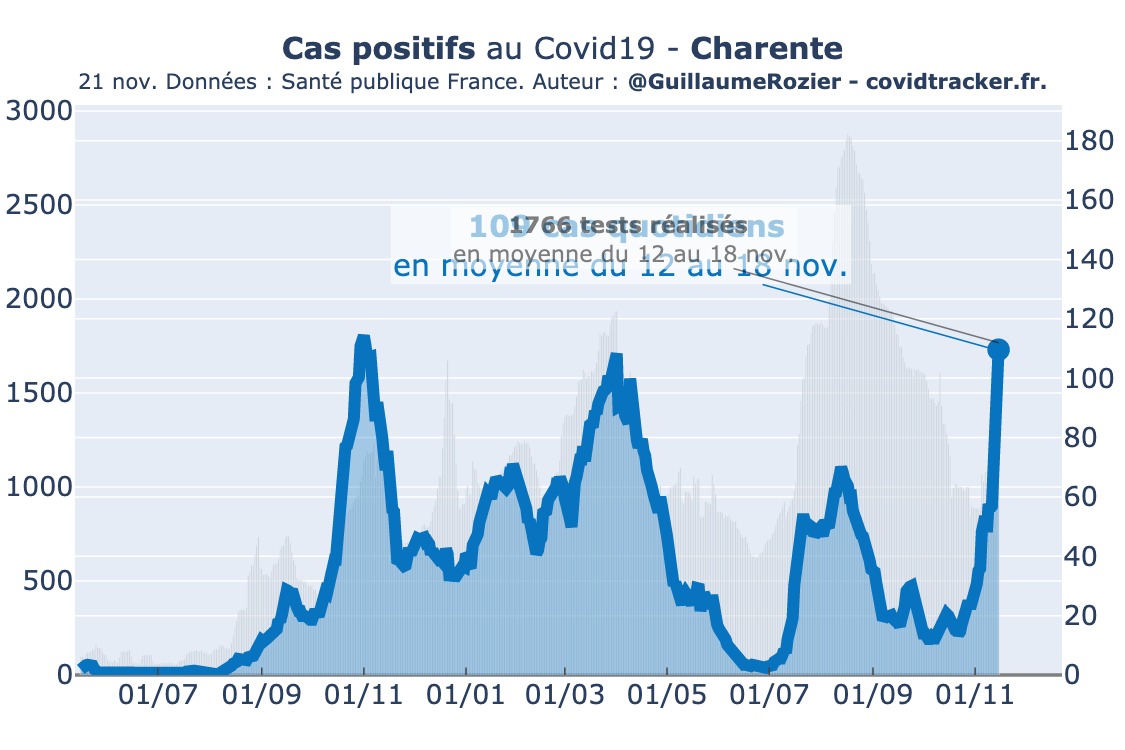 Cas positifs au Covid19 - Charente
21 nov. Données : Santé publique France. Auteur : @GuillaumeRozier - covidtracker.fr.
109 cas quotidiens
en moyenne du 12 au 18 nov.
1766 tests réalisés
en moyenne du 12 au 18 nov.
3000
2500
2000
1500
1000
500
0
180
160
140
120
100
80
60
40
20
0
01/07 01/09 01/11 01/01 01/03 01/05 01/07 01/09 01/11